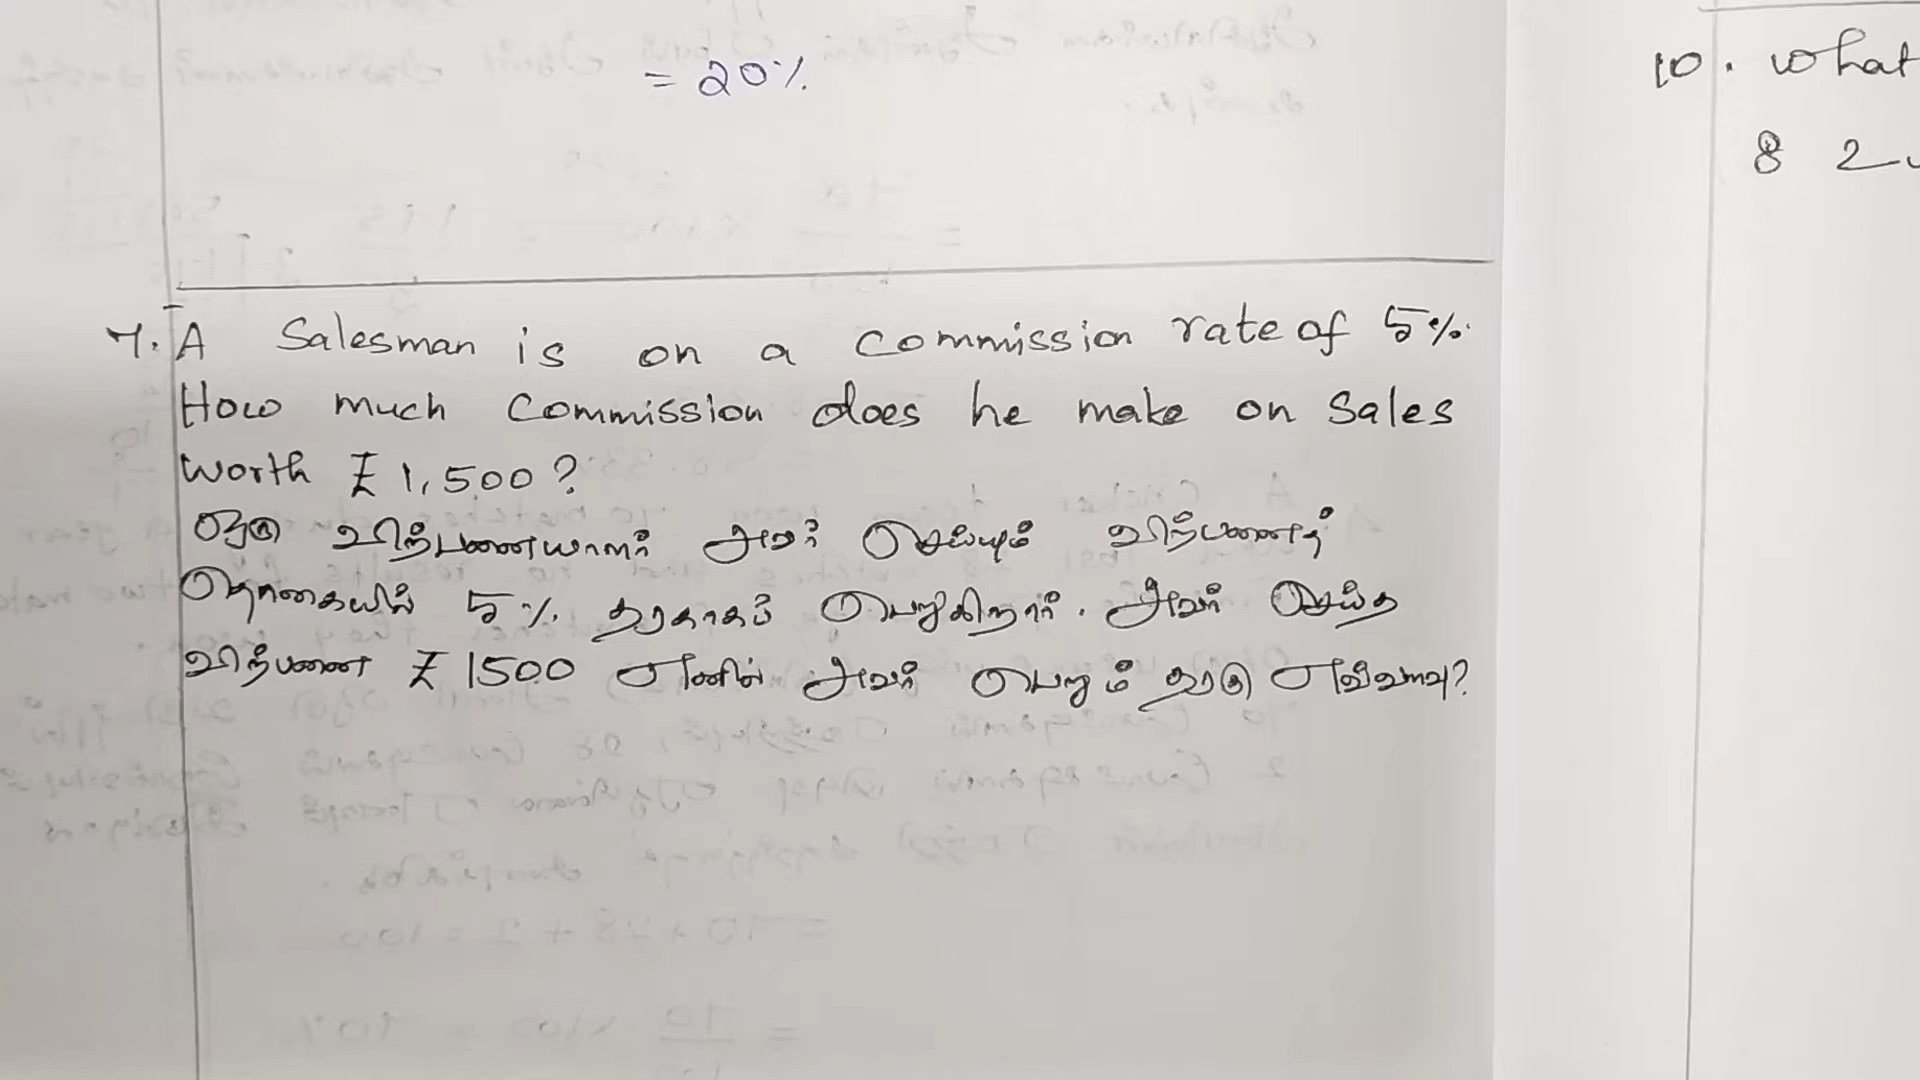 = 20%
7. A Salesman is on a Commission rate of 5%.
How much Commission does he make on Sales
worth ₹ 1,500?
ஒரு விற்பனையாளர் அவர் செய்யும் விற்பனைத்
தொகையில் 5% தரகாகப் பெறுகிறார். அவர் செய்த
விற்பனை ₹ 1500 எனில் அவர் பெறும் தரகு எவ்வளவு?
10. What
8